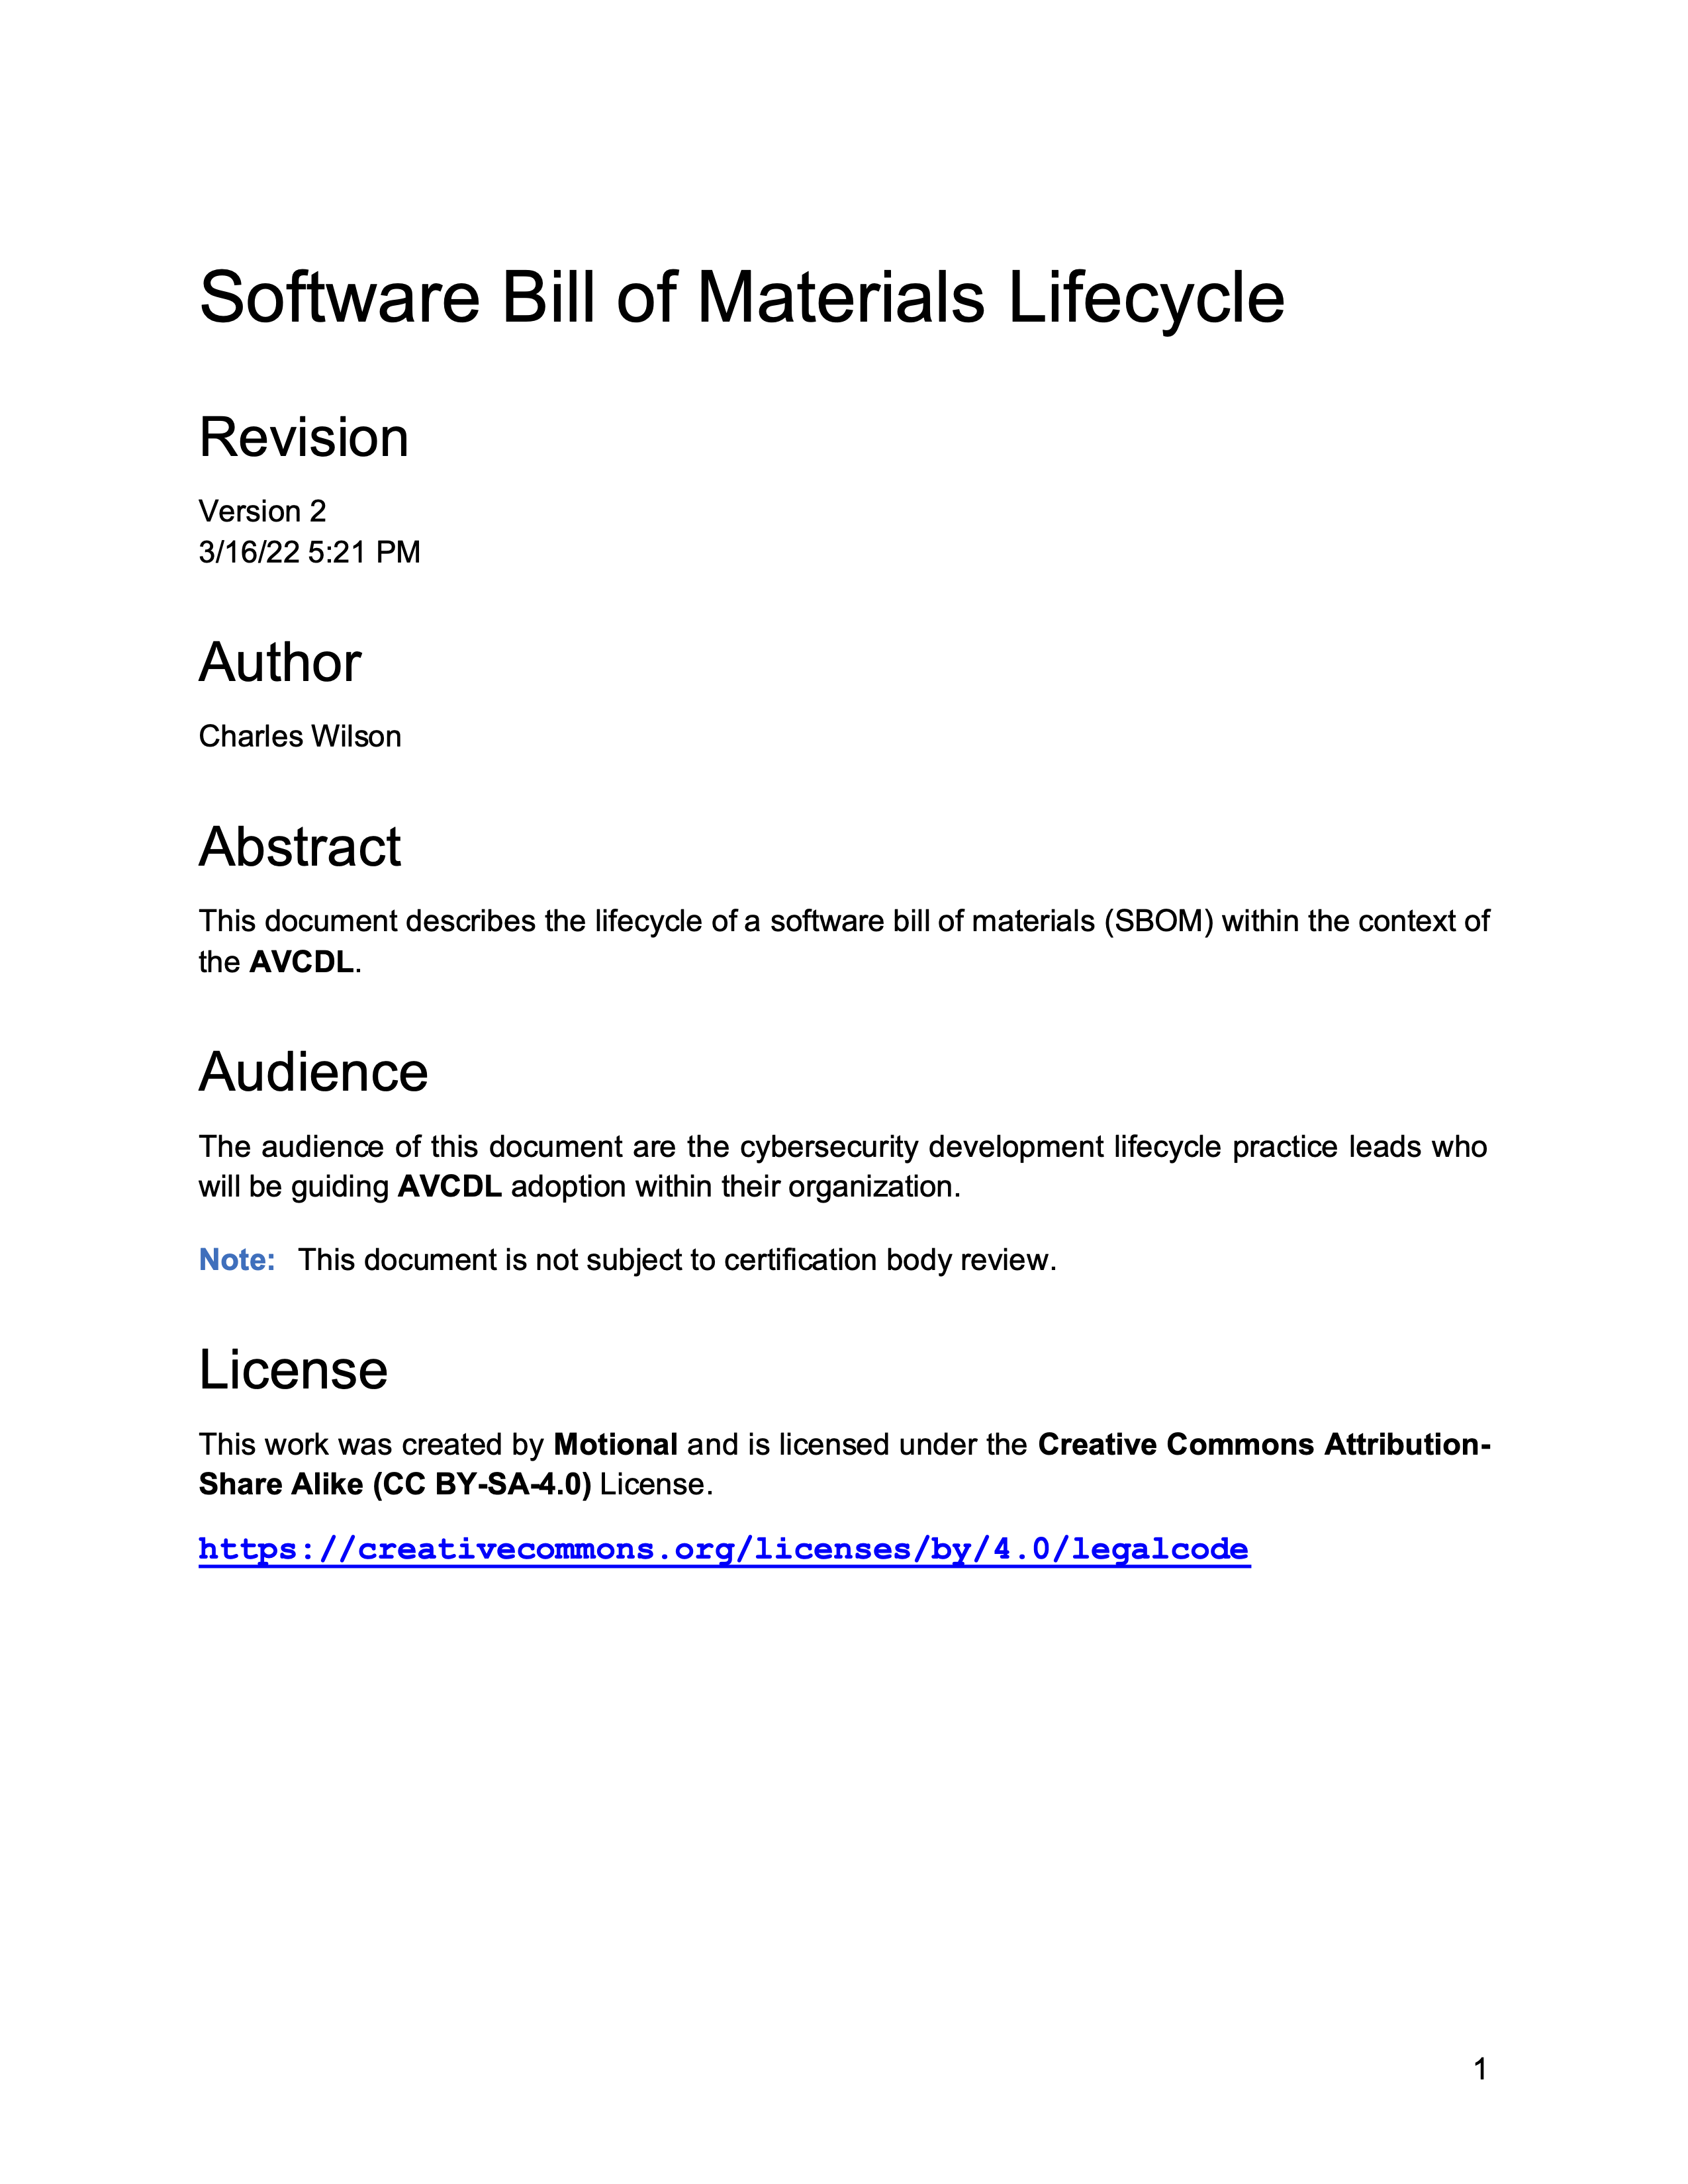 Software Bill of Materials Lifecycle
Revision
Version 2
3/16/22 5:21 PM
Author
Charles Wilson
Abstract
This document describes the lifecycle of a software bill of materials (SBOM) within the context of
the AVCDL.
Audience
The audience of this document are the cybersecurity development lifecycle practice leads who
will be guiding AVCDL adoption within their organization.
Note: This document is not subject to certification body review.
License
This work was created by Motional and is licensed under the Creative Commons Attribution-
Share Alike (CC BY-SA-4.0) License.
https://creativecommons.org/licenses/by/4.0/legalcode
1